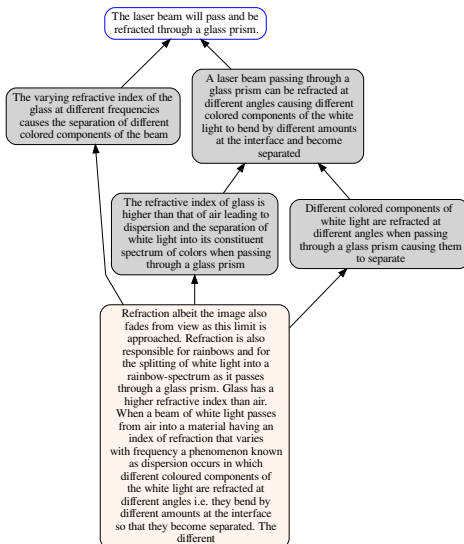 The laser beam will pass and be
refracted through a glass prism.
The varying refractive index of the
glass at different frequencies
causes the separation of different
colored components of the beam
A laser beam passing through a
glass prism can be refracted at
different angles causing different
colored components of the white
light to bend by different amounts
at the interface and become
separated
The refractive index of glass is
higher than that of air leading to
dispersion and the separation of
white light into its constituent
spectrum of colors when passing
through a glass prism
Different colored components of
white light are refracted at
different angles when passing
through a glass prism causing them
to separate
Refraction albeit the image also
fades from view as this limit is
approached. Refraction is also
responsible for rainbows and for
the splitting of white light into a
rainbow-spectrum as it passes
through a glass prism. Glass has a
higher refractive index than air.
When a beam of white light passes
from air into a material having an
index of refraction that varies
with frequency a phenomenon known
as dispersion occurs in which
different coloured components of
the white light are refracted at
different angles i.e. they bend by
different amounts at the interface
so that they become separated. The
different